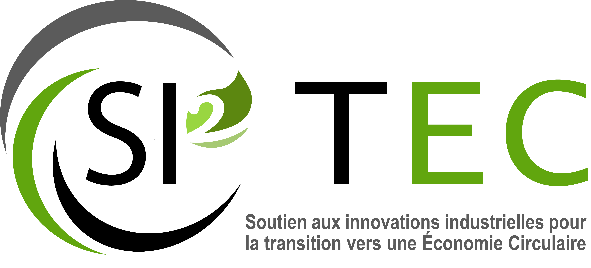 SI2 TEC
Soutien aux innovations industrielles pour
la transition vers une Économie Circulaire